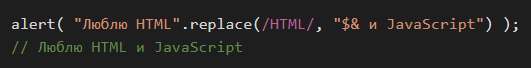 alert( "Люблю HTML".replace(/HTML/, "$& и JavaScript") );
// Люблю HTML и JavaScript